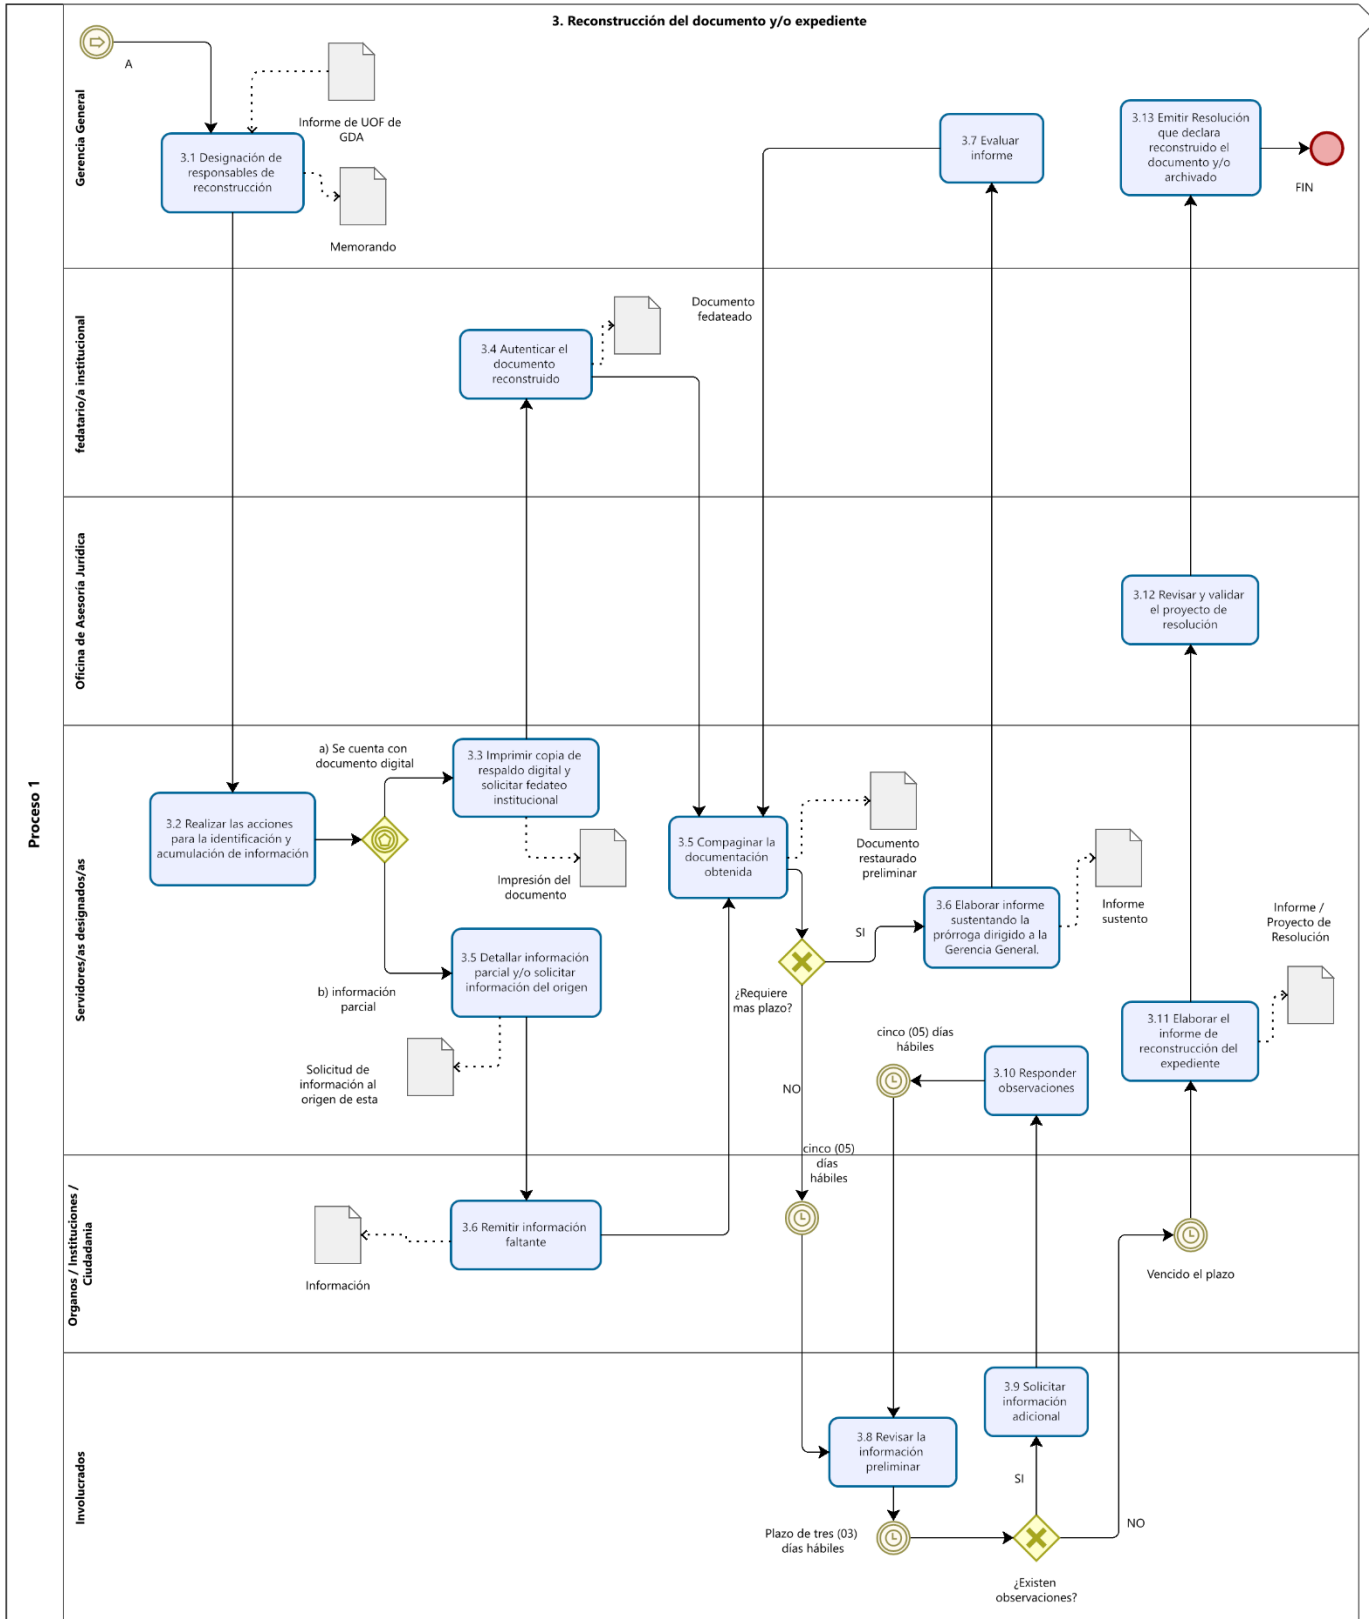 3. Reconstrucción del documento y/o expediente
Proceso 1
Gerencia General
A
Informe de UOF de
GDA
3.1 Designación de
responsables de
reconstrucción
Memorando
3.7 Evaluar
informe
3.13 Emitir Resolución
que declara
reconstruido el
documento y/o
archivado
FIN
fedatario/a institucional
3.4 Autenticar el
documento
reconstruido
Documento
fedateado
Oficina de Asesoría Jurídica
3.12 Revisar y validar
el proyecto de
resolución
Servidores/as designados/as
3.2 Realizar las acciones
para la identificación y
acumulación de información
a) Se cuenta con
documento digital
3.3 Imprimir copia de
respaldo digital y
solicitar fedateo
institucional
Impresión del
documento
b) información
parcial
3.5 Detallar información
parcial y/o solicitar
información del origen
Solicitud de
información al
origen de esta
3.5 Compaginar la
documentación
obtenida
Documento
restaurado
preliminar
¿Requiere
mas plazo?
SI
NO
3.6 Elaborar informe
sustentando la
prórroga dirigido a la
Gerencia General.
Informe
sustento
Informe /
Proyecto de
Resolución
3.11 Elaborar el
informe de
reconstrucción del
expediente
cinco (05) días
hábiles
3.10 Responder
observaciones
Organos / Instituciones /
Ciudadania
3.6 Remitir información
faltante
Información
cinco (05)
días
hábiles
Vencido el plazo
Involucrados
3.8 Revisar la
información
preliminar
3.9 Solicitar
información
adicional
SI
NO
Plazo de tres (03)
días hábiles
¿Existen
observaciones?